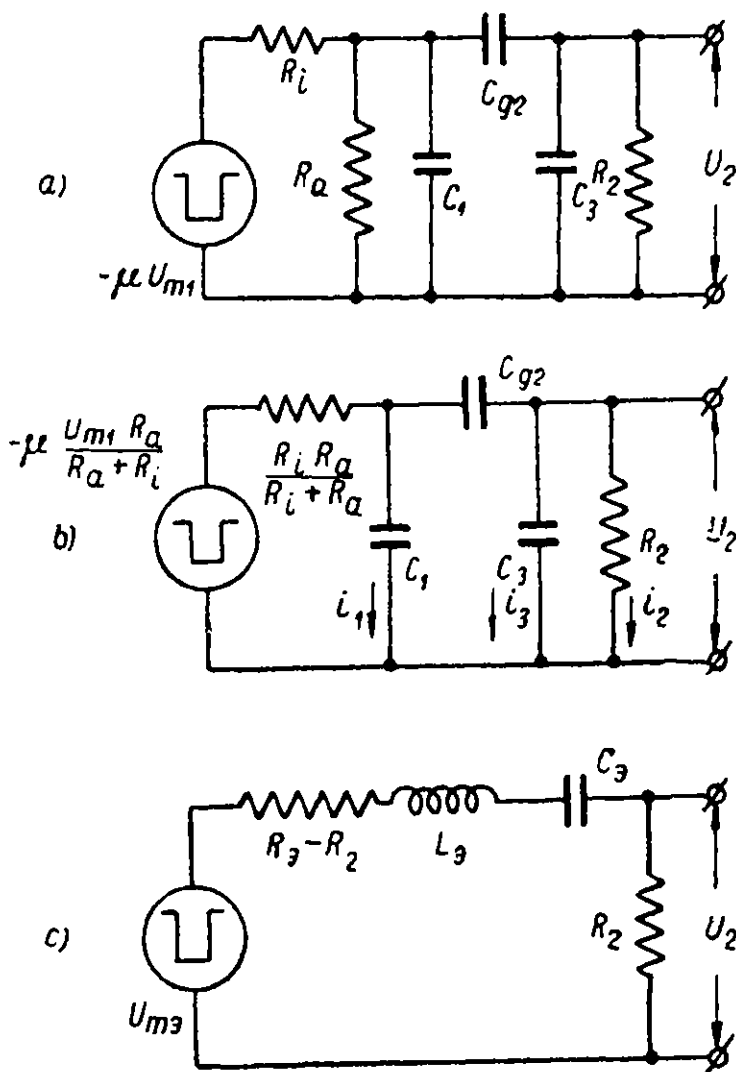 R_i
C_g2
a)
R_a
C_1
C_3
R_2
U_2
-μ U_m1
C_g2
-μ U_m1 R_a / R_a + R_i
R_i R_a / R_i + R_a
b)
C_1
C_3
R_2
U_2
i_1
i_3
i_2
C_э
R_э - R_2
L_э
c)
R_2
U_2
U_mэ